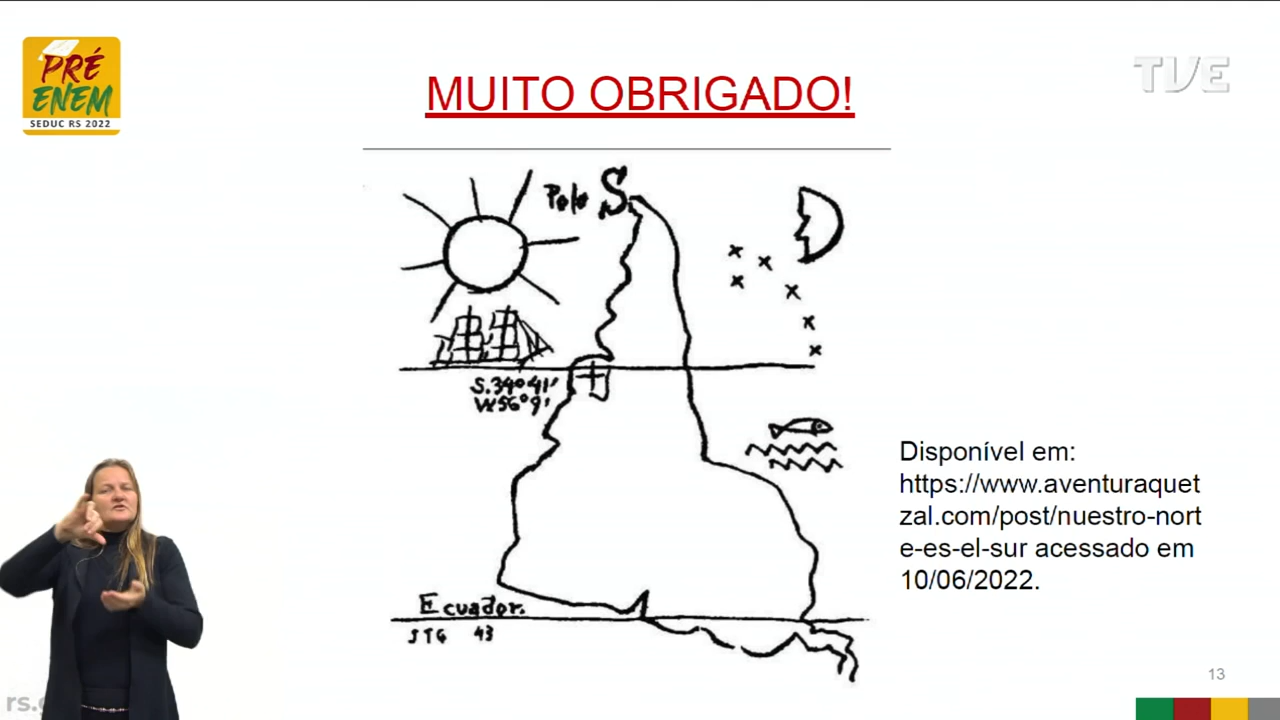 PRÉ
ENEM
SEDUC RS 2022
TVE
MUITO OBRIGADO!
Polo S.
S.34°41'
W56°9'
Ecuador.
JTG 43
Disponível em:
https://www.aventuraquet
zal.com/post/nuestro-nort
e-es-el-sur acessado em
10/06/2022.
13